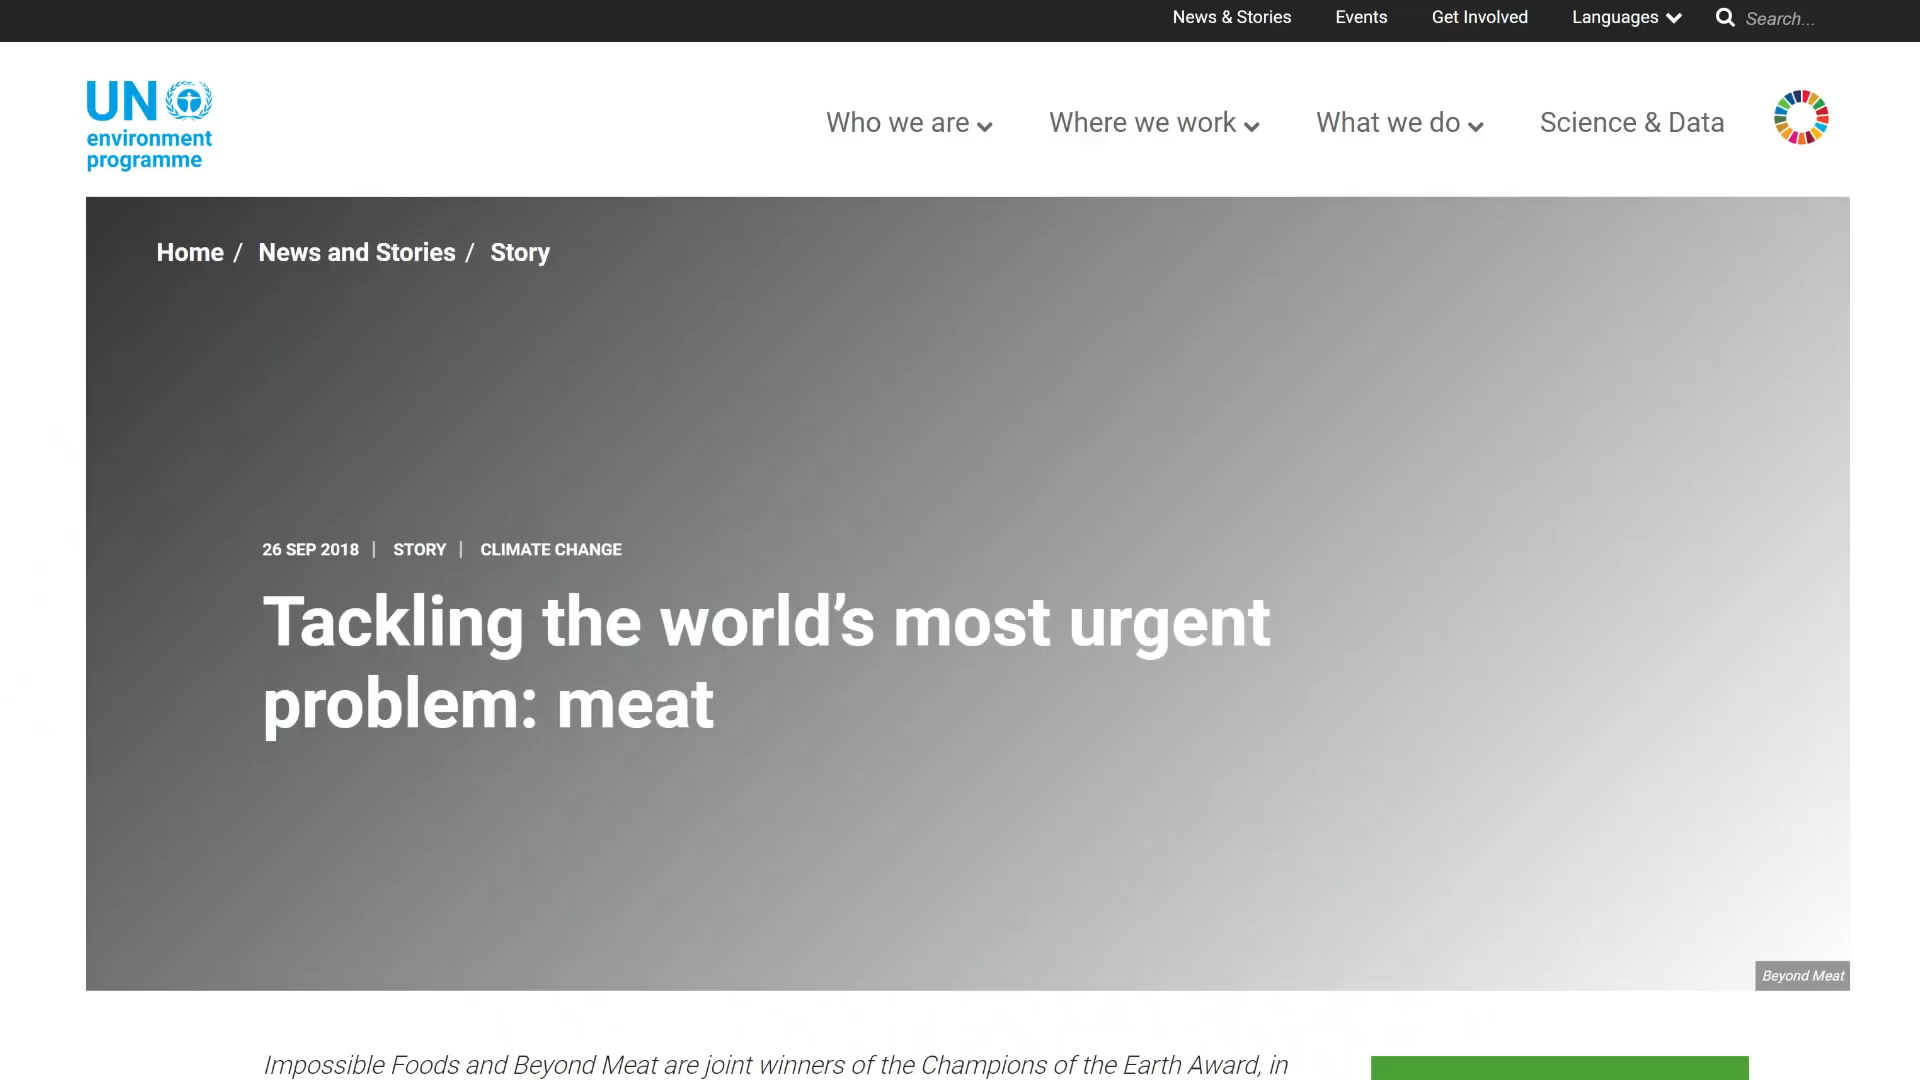 News & Stories Events Get Involved Languages Search...
UN
environment
programme
Who we are Where we work What we do Science & Data
Home / News and Stories / Story
26 SEP 2018 | STORY | CLIMATE CHANGE
Tackling the world’s most urgent
problem: meat
Beyond Meat
Impossible Foods and Beyond Meat are joint winners of the Champions of the Earth Award, in